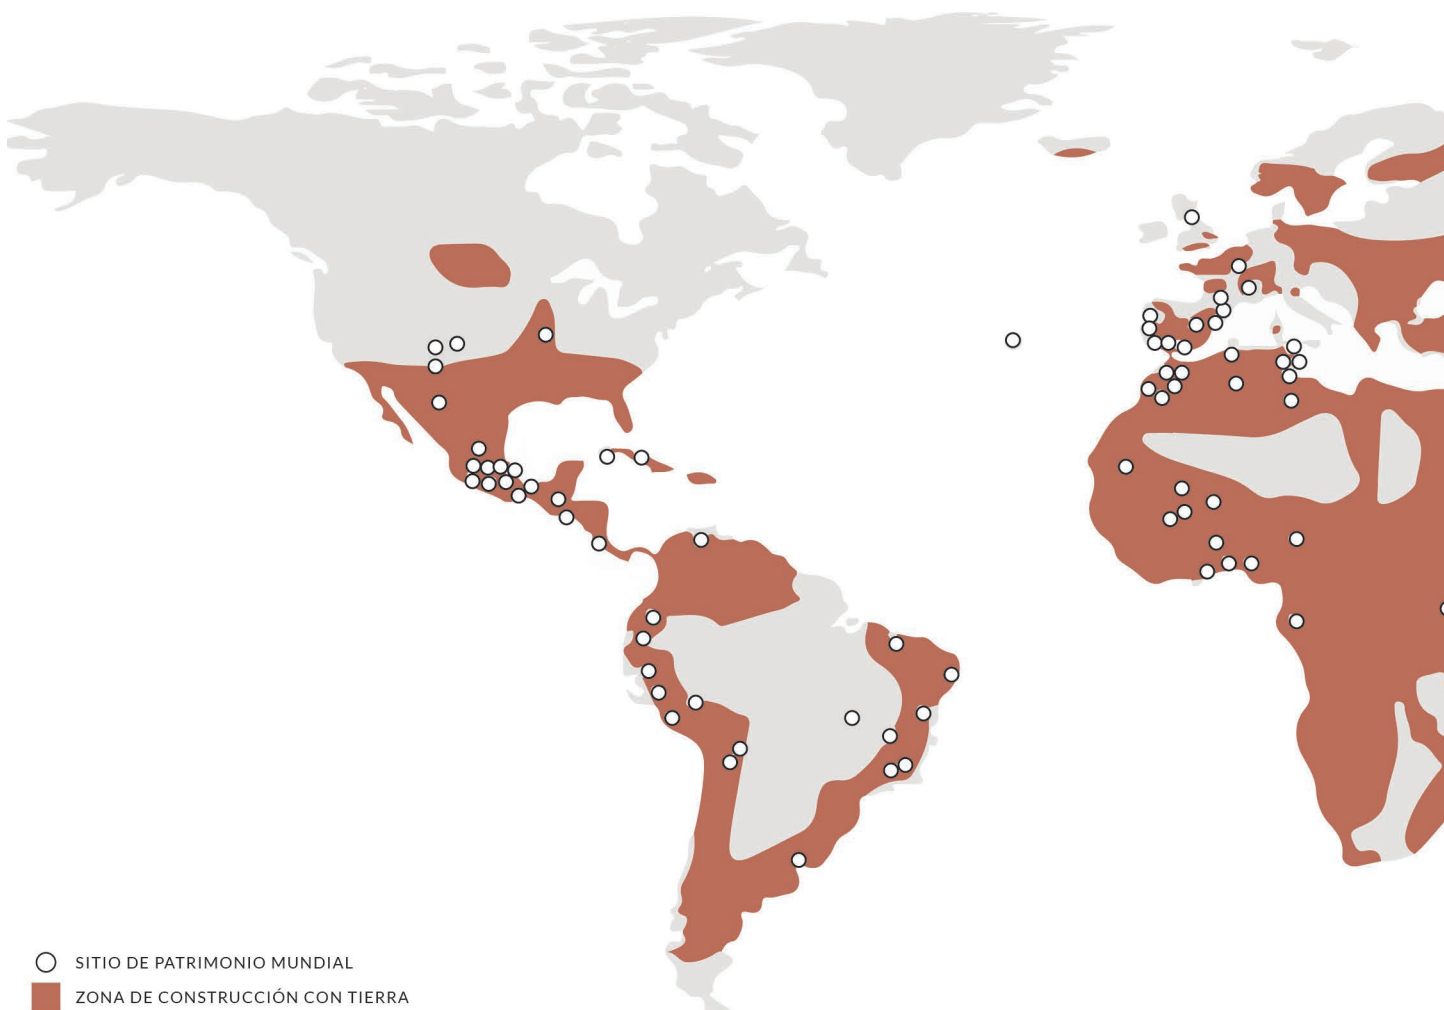 SITIO DE PATRIMONIO MUNDIAL
ZONA DE CONSTRUCCIÓN CON TIERRA